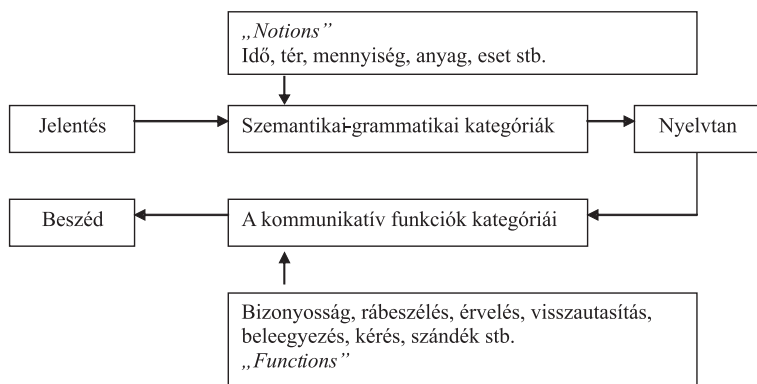 „Notions”
Idő, tér, mennyiség, anyag, eset stb.
Jelentés
Szemantikai-grammatikai kategóriák
Nyelvtan
Beszéd
A kommunikatív funkciók kategóriái
Bizonyosság, rábeszélés, érvelés, visszautasítás,
beleegyezés, kérés, szándék stb.
„Functions”